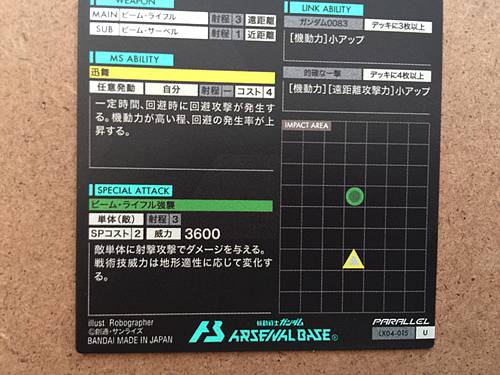 WEAPON
MAIN ビーム・ライフル 射程 3 遠距離
SUB ビーム・サーベル 射程 1 近距離
MS ABILITY
迅舞
任意発動 自分 射程 ー コスト 4
一定時間、回避時に回避攻撃が発生す
る。機動力が高い程、回避の発生率が上
昇する。
SPECIAL ATTACK
ビーム・ライフル強襲
単体(敵) 射程 3
SPコスト 2 威力 3600
敵単体に射撃攻撃でダメージを与える。
戦術技威力は地形適性に応じて変化す
る。
LINK ABILITY
ガンダム0083 デッキに3枚以上
[機動力]小アップ
的確な一撃 デッキに4枚以上
[機動力][遠距離攻撃力]小アップ
IMPACT AREA
illust Robographer
©創通・サンライズ
BANDAI MADE IN JAPAN
機動戦士ガンダム
ARSENAL BASE®
PARALLEL
LX04-015 U